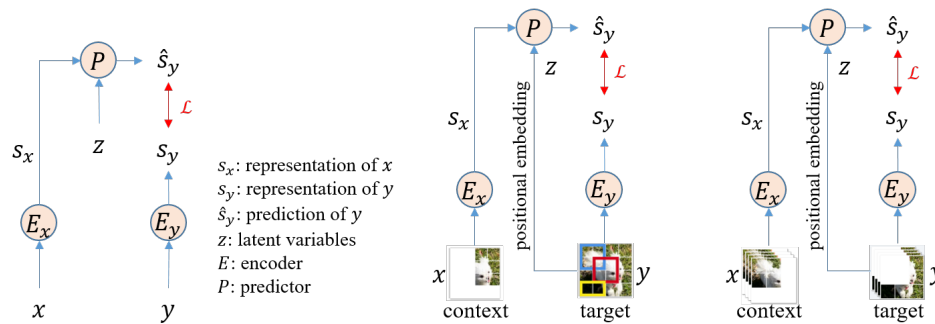 P
ŝ_y
ℒ
z
s_x
s_y
E_x
E_y
x
y
s_x: representation of x
s_y: representation of y
ŝ_y: prediction of y
z: latent variables
E: encoder
P: predictor
P
ŝ_y
z
ℒ
s_x
positional embedding
s_y
E_x
E_y
x
y
context
target
P
ŝ_y
z
ℒ
s_x
positional embedding
s_y
E_x
E_y
x
y
context
target